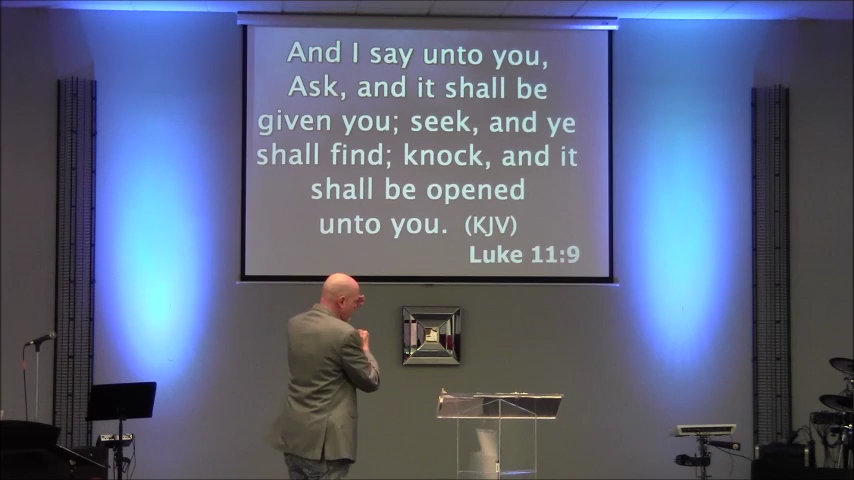 And I say unto you,
Ask, and it shall be
given you; seek, and ye
shall find; knock, and it
shall be opened
unto you. (KJV)
Luke 11:9